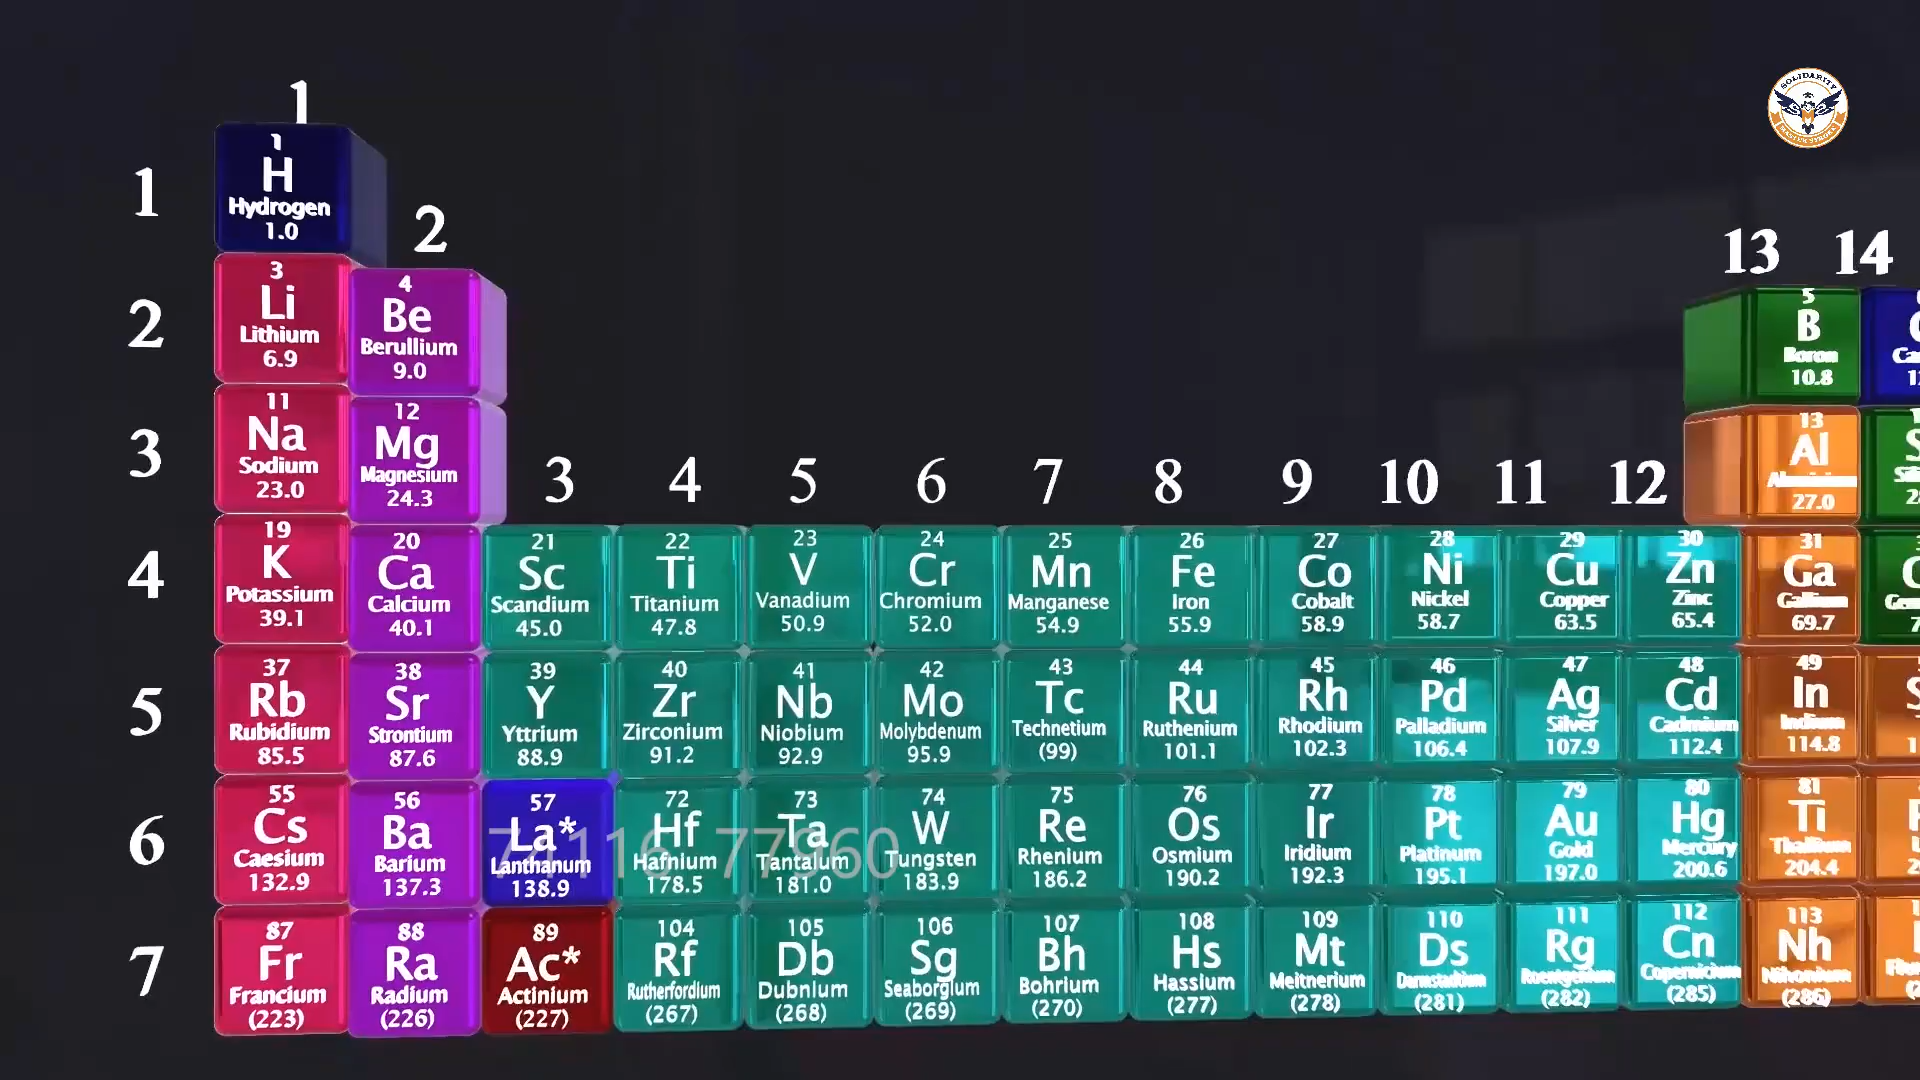 1
2
13 14
3 4 5 6 7 8 9 10 11 12
1
2
3
4
5
6
7
1
H
Hydrogen
1.0
3
Li
Lithium
6.9
4
Be
Berullium
9.0
5
B
Boron
10.8
11
Na
Sodium
23.0
12
Mg
Magnesium
24.3
13
Al
27.0
19
K
Potassium
39.1
20
Ca
Calcium
40.1
21
Sc
Scandium
45.0
22
Ti
Titanium
47.8
23
V
Vanadium
50.9
24
Cr
Chromium
52.0
25
Mn
Manganese
54.9
26
Fe
Iron
55.9
27
Co
Cobalt
58.9
28
Ni
Nickel
58.7
29
Cu
Copper
63.5
30
Zn
Zinc
65.4
31
Ga
Gallium
69.7
37
Rb
Rubidium
85.5
38
Sr
Strontium
87.6
39
Y
Yttrium
88.9
40
Zr
Zirconium
91.2
41
Nb
Niobium
92.9
42
Mo
Molybdenum
95.9
43
Tc
Technetium
(99)
44
Ru
Ruthenium
101.1
45
Rh
Rhodium
102.3
46
Pd
Palladium
106.4
47
Ag
Silver
107.9
48
Cd
Cadmium
112.4
49
In
Indium
114.8
55
Cs
Caesium
132.9
56
Ba
Barium
137.3
57
La*
Lanthanum
138.9
72
Hf
Hafnium
178.5
73
Ta
Tantalum
181.0
74
W
Tungsten
183.9
75
Re
Rhenium
186.2
76
Os
Osmium
190.2
77
Ir
Iridium
192.3
78
Pt
Platinum
195.1
79
Au
Gold
197.0
80
Hg
Mercury
200.6
81
Ti
Thallium
204.4
87
Fr
Francium
(223)
88
Ra
Radium
(226)
89
Ac*
Actinium
(227)
104
Rf
Rutherfordium
(267)
105
Db
Dubnlum
(268)
106
Sg
Seaborglum
(269)
107
Bh
Bohrium
(270)
108
Hs
Hassium
(277)
109
Mt
Meitnerium
(278)
110
Ds
Darmstadtium
(281)
111
Rg
Roentgenium
(282)
112
Cn
Copernicium
(285)
113
Nh
Nihonium
(286)
SOLIDARITY